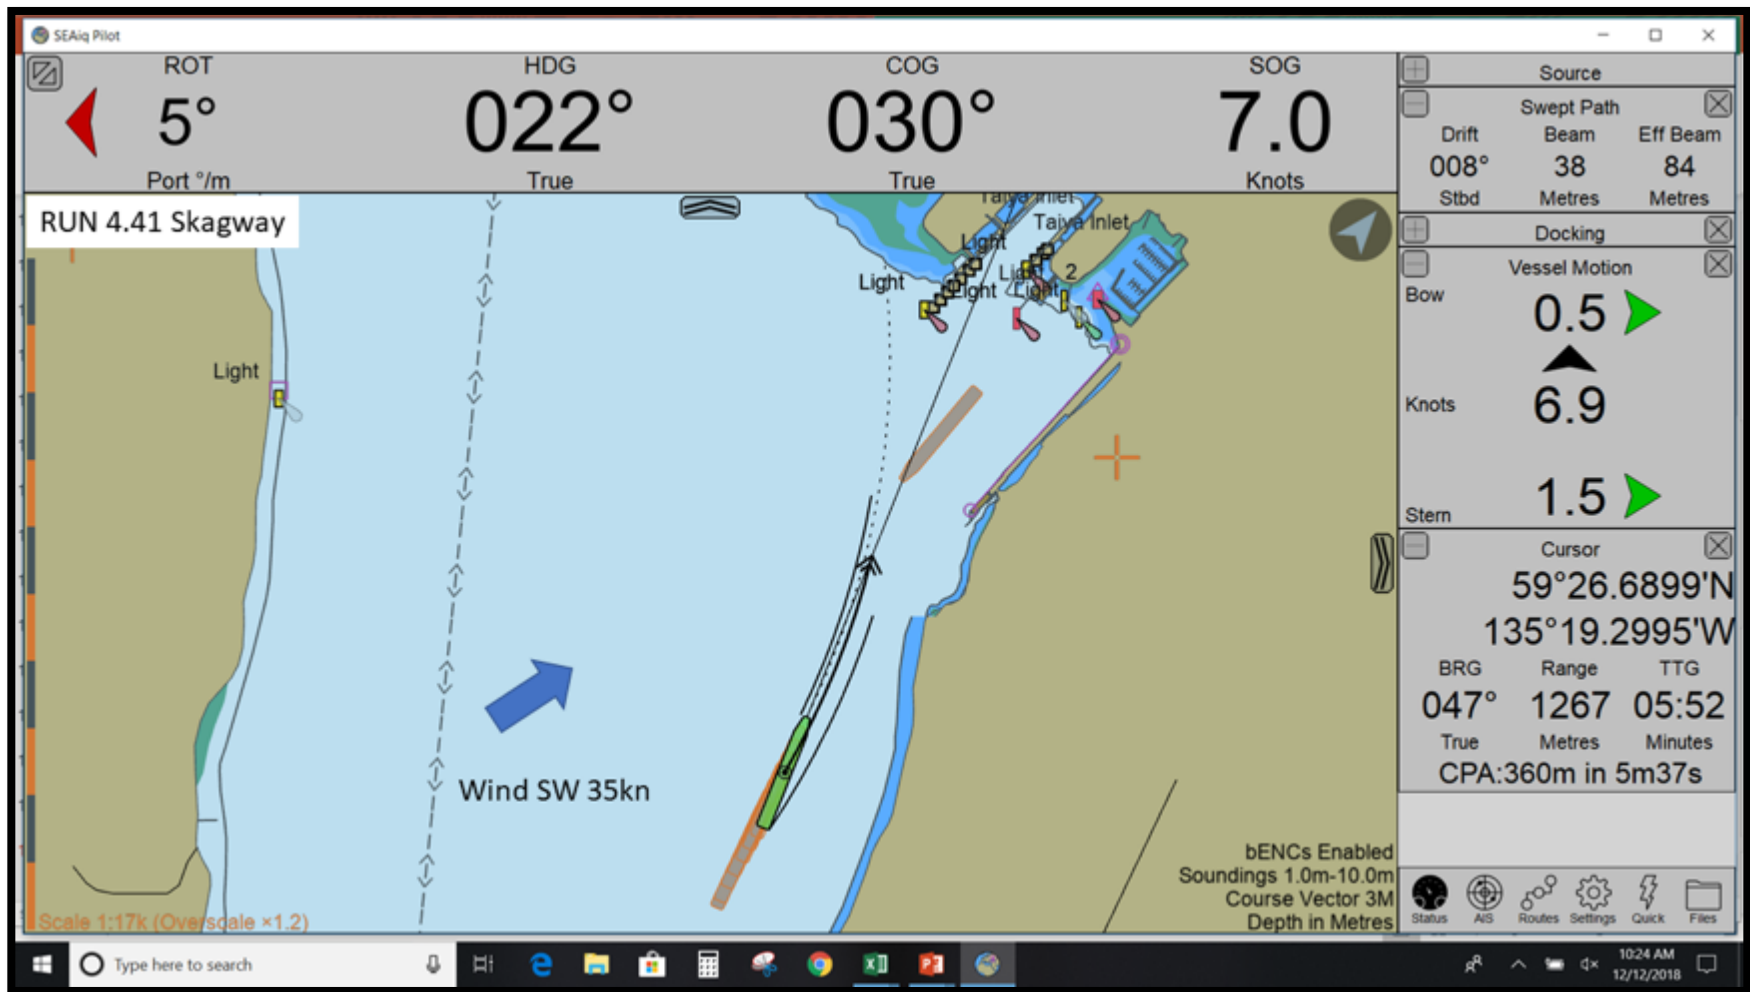 SEAiq Pilot
ROT
5°
Port °/m
HDG
022°
True
COG
030°
True
SOG
7.0
Knots
RUN 4.41 Skagway
Taiya Inlet
Taiya Inlet
Light
Light
Light
2
Light
Light
Light
Wind SW 35kn
bENCs Enabled
Soundings 1.0m-10.0m
Course Vector 3M
Depth in Metres
Scale 1:17k (Overscale ×1.2)
Source
Swept Path
Drift Beam Eff Beam
008° 38 84
Stbd Metres Metres
Docking
Vessel Motion
Bow
0.5
Knots
6.9
1.5
Stern
Cursor
59°26.6899'N
135°19.2995'W
BRG Range TTG
047° 1267 05:52
True Metres Minutes
CPA:360m in 5m37s
Status AIS Routes Settings Quick Files
Type here to search
10:24 AM
12/12/2018